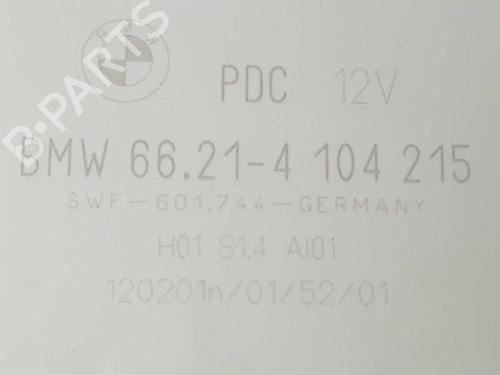 BMW
PDC 12V
BMW 66.21-4 104 215
SWF-601.744-GERMANY
H01 S1.4 AI01
120201n/01/52/01
B-PARTS